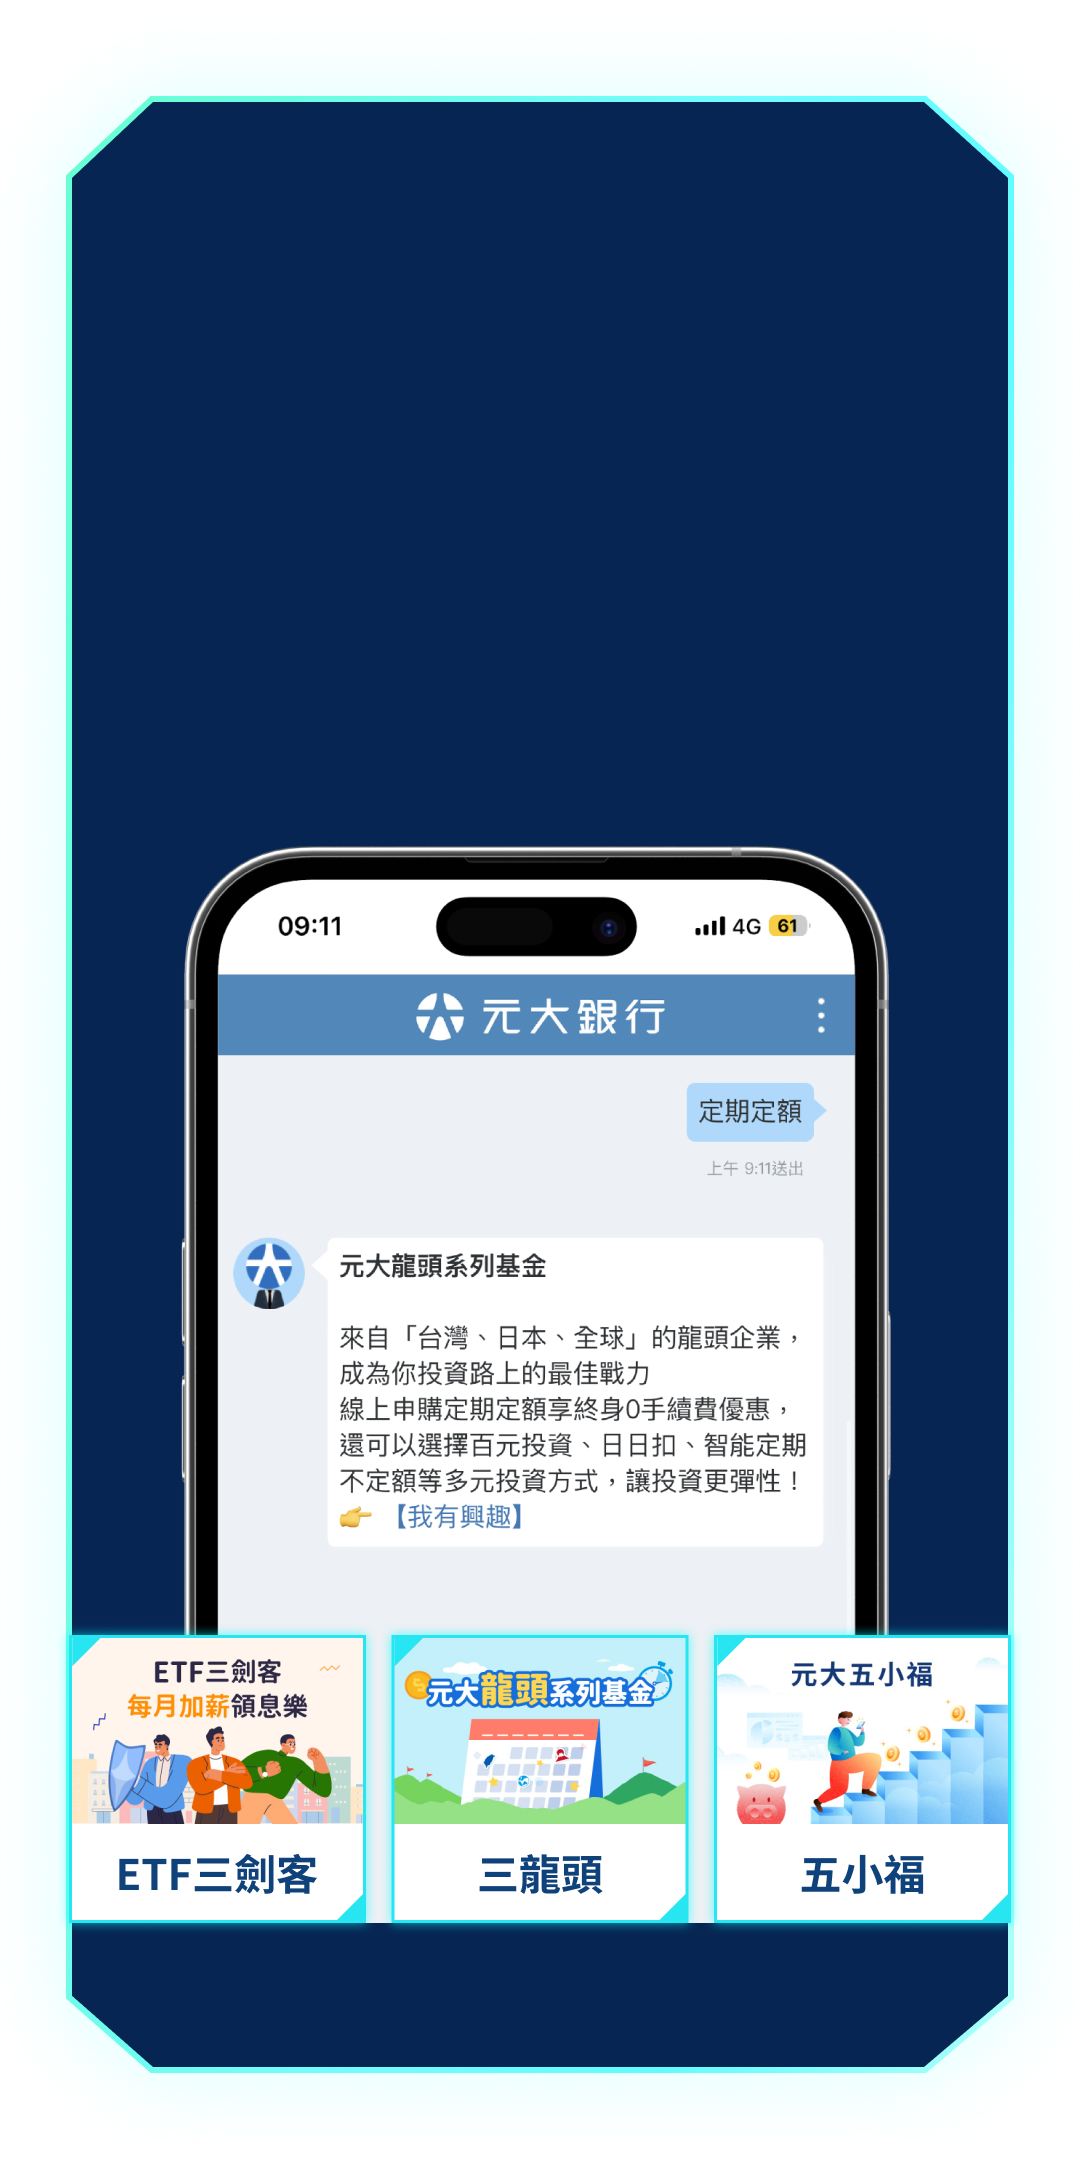 09:11
4G 61
元大銀行
定期定額
上午 9:11送出
元大龍頭系列基金
來自「台灣、日本、全球」的龍頭企業，
成為你投資路上的最佳戰力
線上申購定期定額享終身0手續費優惠，
還可以選擇百元投資、日日扣、智能定期
不定額等多元投資方式，讓投資更彈性！
👉 【我有興趣】
ETF三劍客
每月加薪領息樂
ETF三劍客
元大龍頭系列基金
三龍頭
元大五小福
五小福